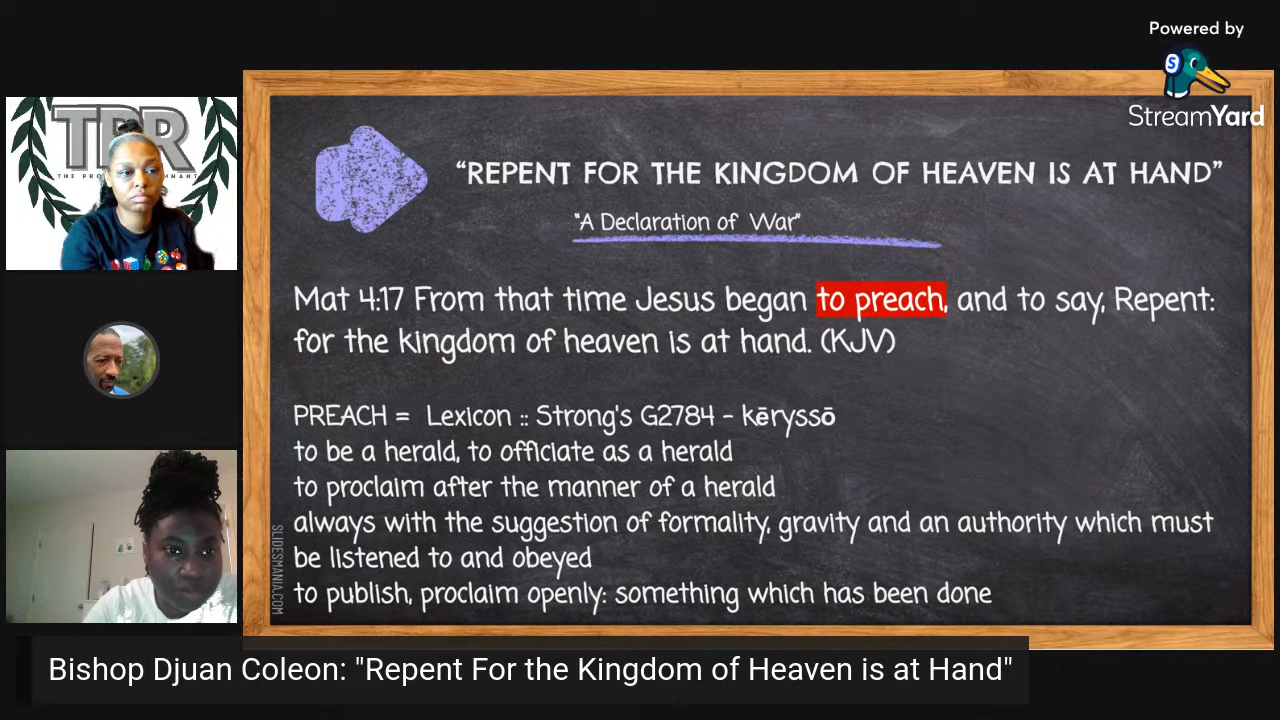 Powered by
StreamYard
TPR
“REPENT FOR THE KINGDOM OF HEAVEN IS AT HAND”
"A Declaration of War"
Mat 4:17 From that time Jesus began to preach, and to say, Repent:
for the kingdom of heaven is at hand. (KJV)
PREACH = Lexicon :: Strong's G2784 - kēryssō
to be a herald, to officiate as a herald
to proclaim after the manner of a herald
always with the suggestion of formality, gravity and an authority which must
be listened to and obeyed
to publish, proclaim openly: something which has been done
SLIDESMANIA.COM
Bishop Djuan Coleon: "Repent For the Kingdom of Heaven is at Hand"